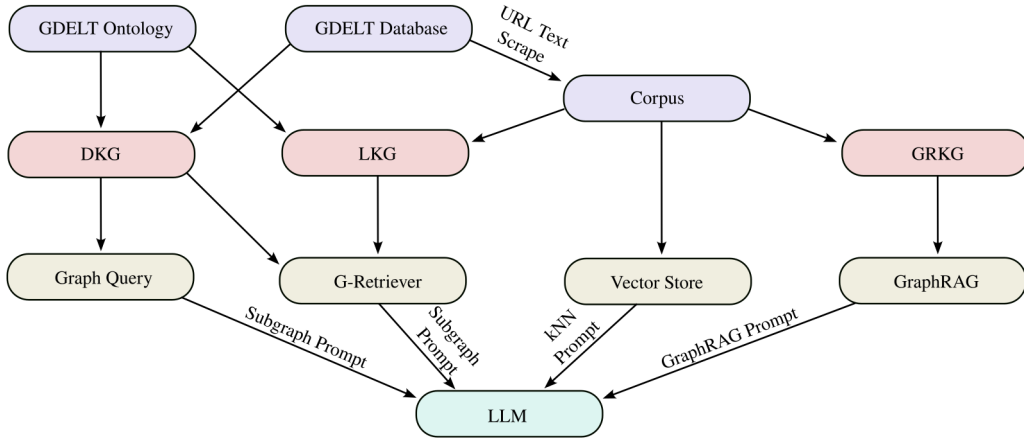 GDELT Ontology
GDELT Database
URL Text
Scrape
Corpus
DKG
LKG
GRKG
Graph Query
G-Retriever
Vector Store
GraphRAG
Subgraph Prompt
Subgraph
Prompt
kNN
Prompt
GraphRAG Prompt
LLM